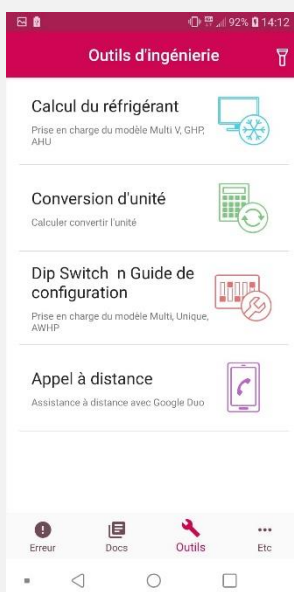 92% 14:12
Outils d'ingénierie
Calcul du réfrigérant
Prise en charge du modèle Multi V, GHP,
AHU
Conversion d'unité
Calculer convertir l'unité
Dip Switch n Guide de
configuration
Prise en charge du modèle Multi, Unique,
AWHP
Appel à distance
Assistance à distance avec Google Duo
Erreur Docs Outils Etc